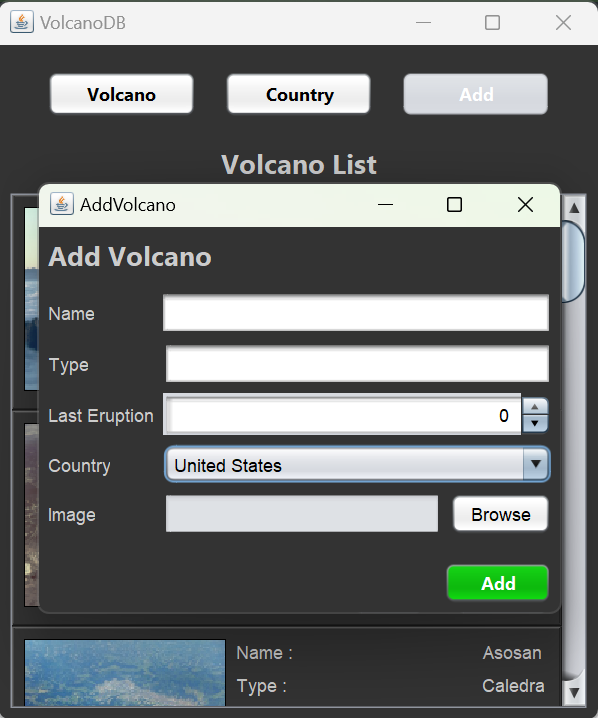 VolcanoDB
Volcano Country Add
Volcano List
AddVolcano
Add Volcano
Name
Type
Last Eruption 0
Country United States
Image Browse
Add
Name : Asosan
Type : Caledra